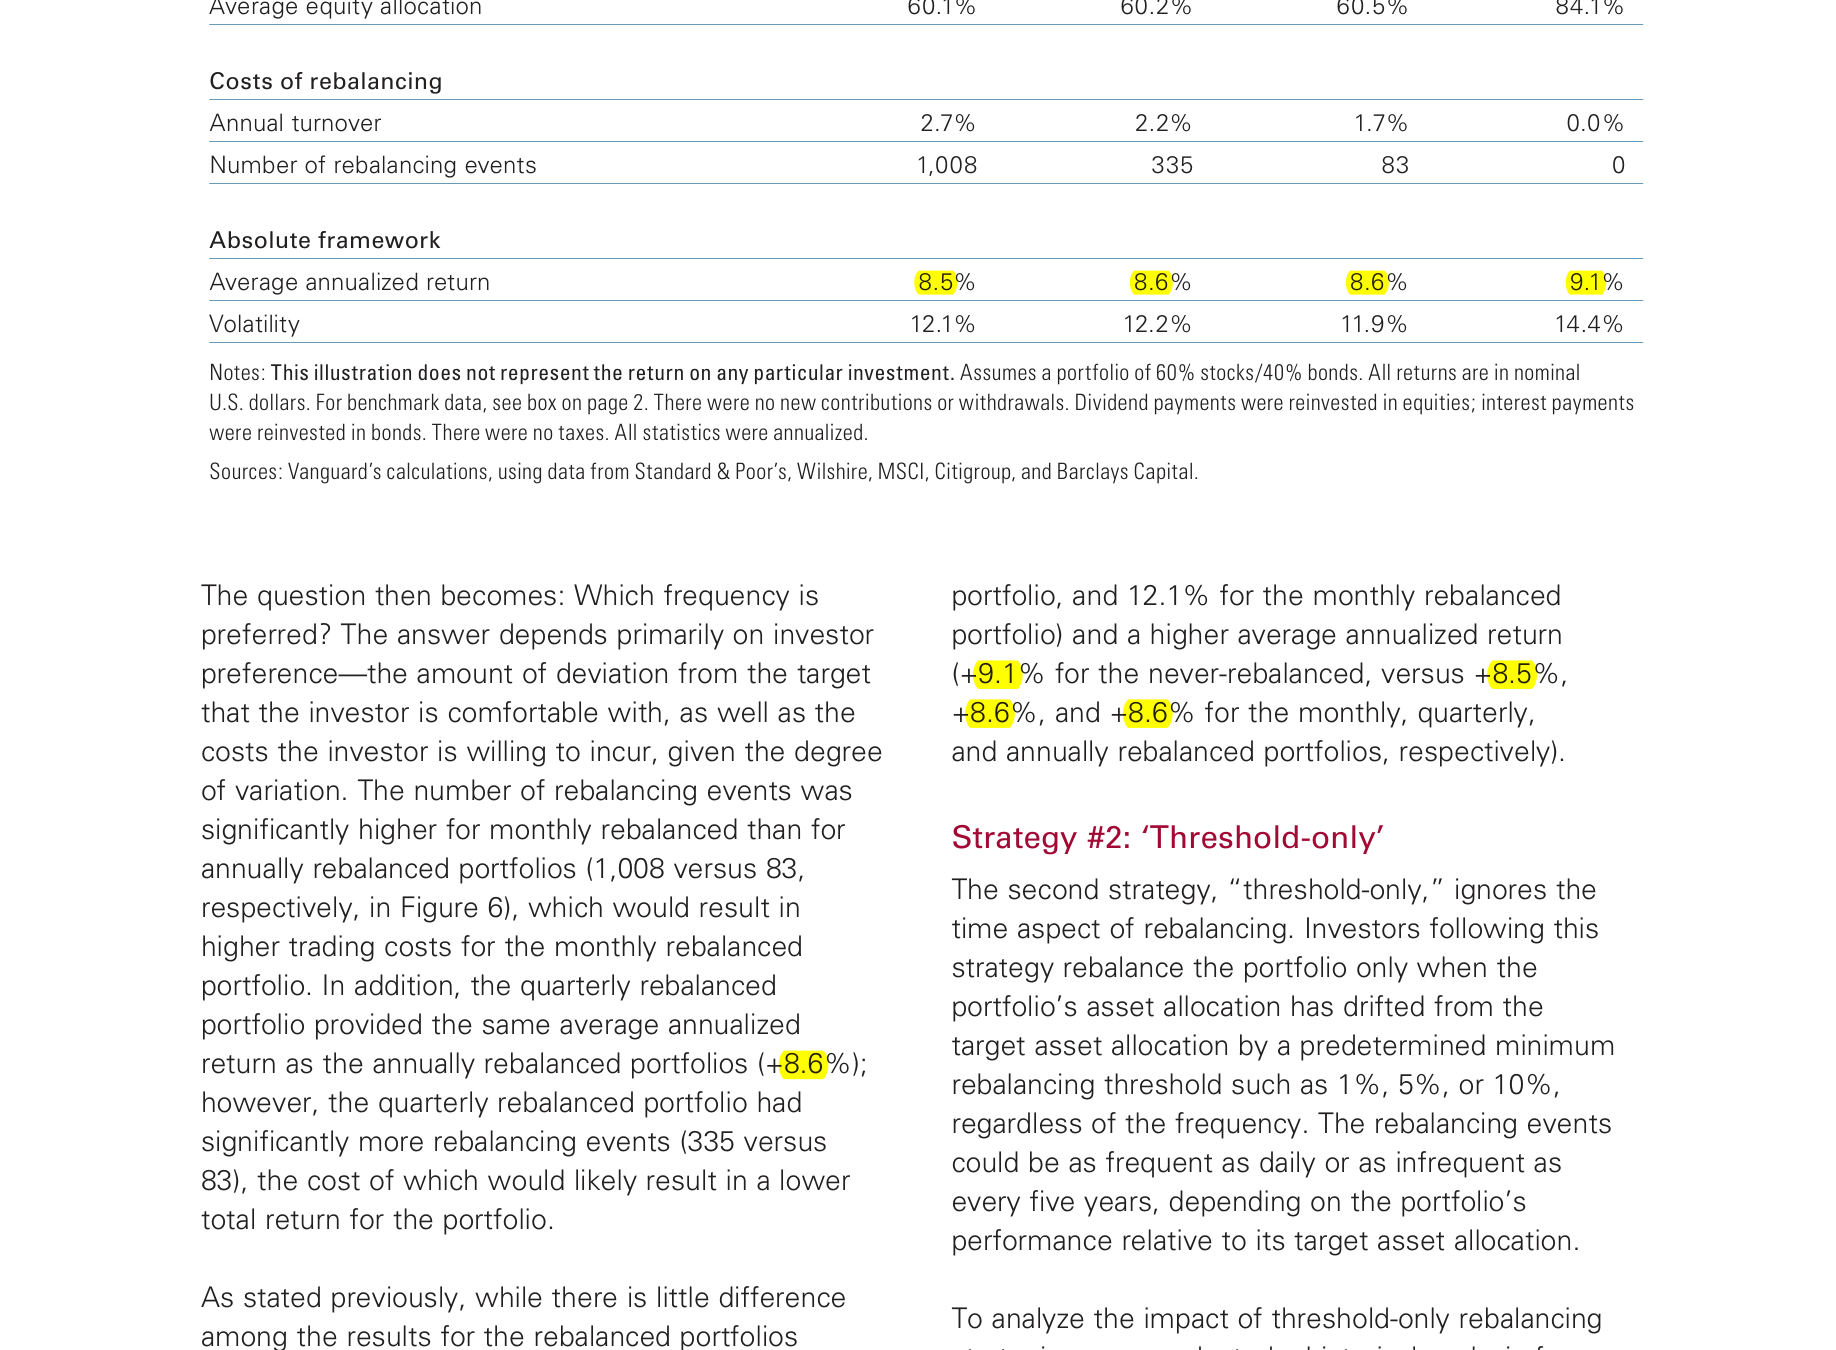 Average equity allocation 60.1% 60.2% 60.5% 84.1%
Costs of rebalancing
Annual turnover 2.7% 2.2% 1.7% 0.0%
Number of rebalancing events 1,008 335 83 0
Absolute framework
Average annualized return 8.5% 8.6% 8.6% 9.1%
Volatility 12.1% 12.2% 11.9% 14.4%
Notes: This illustration does not represent the return on any particular investment. Assumes a portfolio of 60% stocks/40% bonds. All returns are in nominal
U.S. dollars. For benchmark data, see box on page 2. There were no new contributions or withdrawals. Dividend payments were reinvested in equities; interest payments
were reinvested in bonds. There were no taxes. All statistics were annualized.
Sources: Vanguard's calculations, using data from Standard & Poor's, Wilshire, MSCI, Citigroup, and Barclays Capital.
The question then becomes: Which frequency is
preferred? The answer depends primarily on investor
preference—the amount of deviation from the target
that the investor is comfortable with, as well as the
costs the investor is willing to incur, given the degree
of variation. The number of rebalancing events was
significantly higher for monthly rebalanced than for
annually rebalanced portfolios (1,008 versus 83,
respectively, in Figure 6), which would result in
higher trading costs for the monthly rebalanced
portfolio. In addition, the quarterly rebalanced
portfolio provided the same average annualized
return as the annually rebalanced portfolios (+8.6%);
however, the quarterly rebalanced portfolio had
significantly more rebalancing events (335 versus
83), the cost of which would likely result in a lower
total return for the portfolio.
As stated previously, while there is little difference
among the results for the rebalanced portfolios
portfolio, and 12.1% for the monthly rebalanced
portfolio) and a higher average annualized return
(+9.1% for the never-rebalanced, versus +8.5%,
+8.6%, and +8.6% for the monthly, quarterly,
and annually rebalanced portfolios, respectively).
Strategy #2: ‘Threshold-only’
The second strategy, “threshold-only,” ignores the
time aspect of rebalancing. Investors following this
strategy rebalance the portfolio only when the
portfolio's asset allocation has drifted from the
target asset allocation by a predetermined minimum
rebalancing threshold such as 1%, 5%, or 10%,
regardless of the frequency. The rebalancing events
could be as frequent as daily or as infrequent as
every five years, depending on the portfolio's
performance relative to its target asset allocation.
To analyze the impact of threshold-only rebalancing